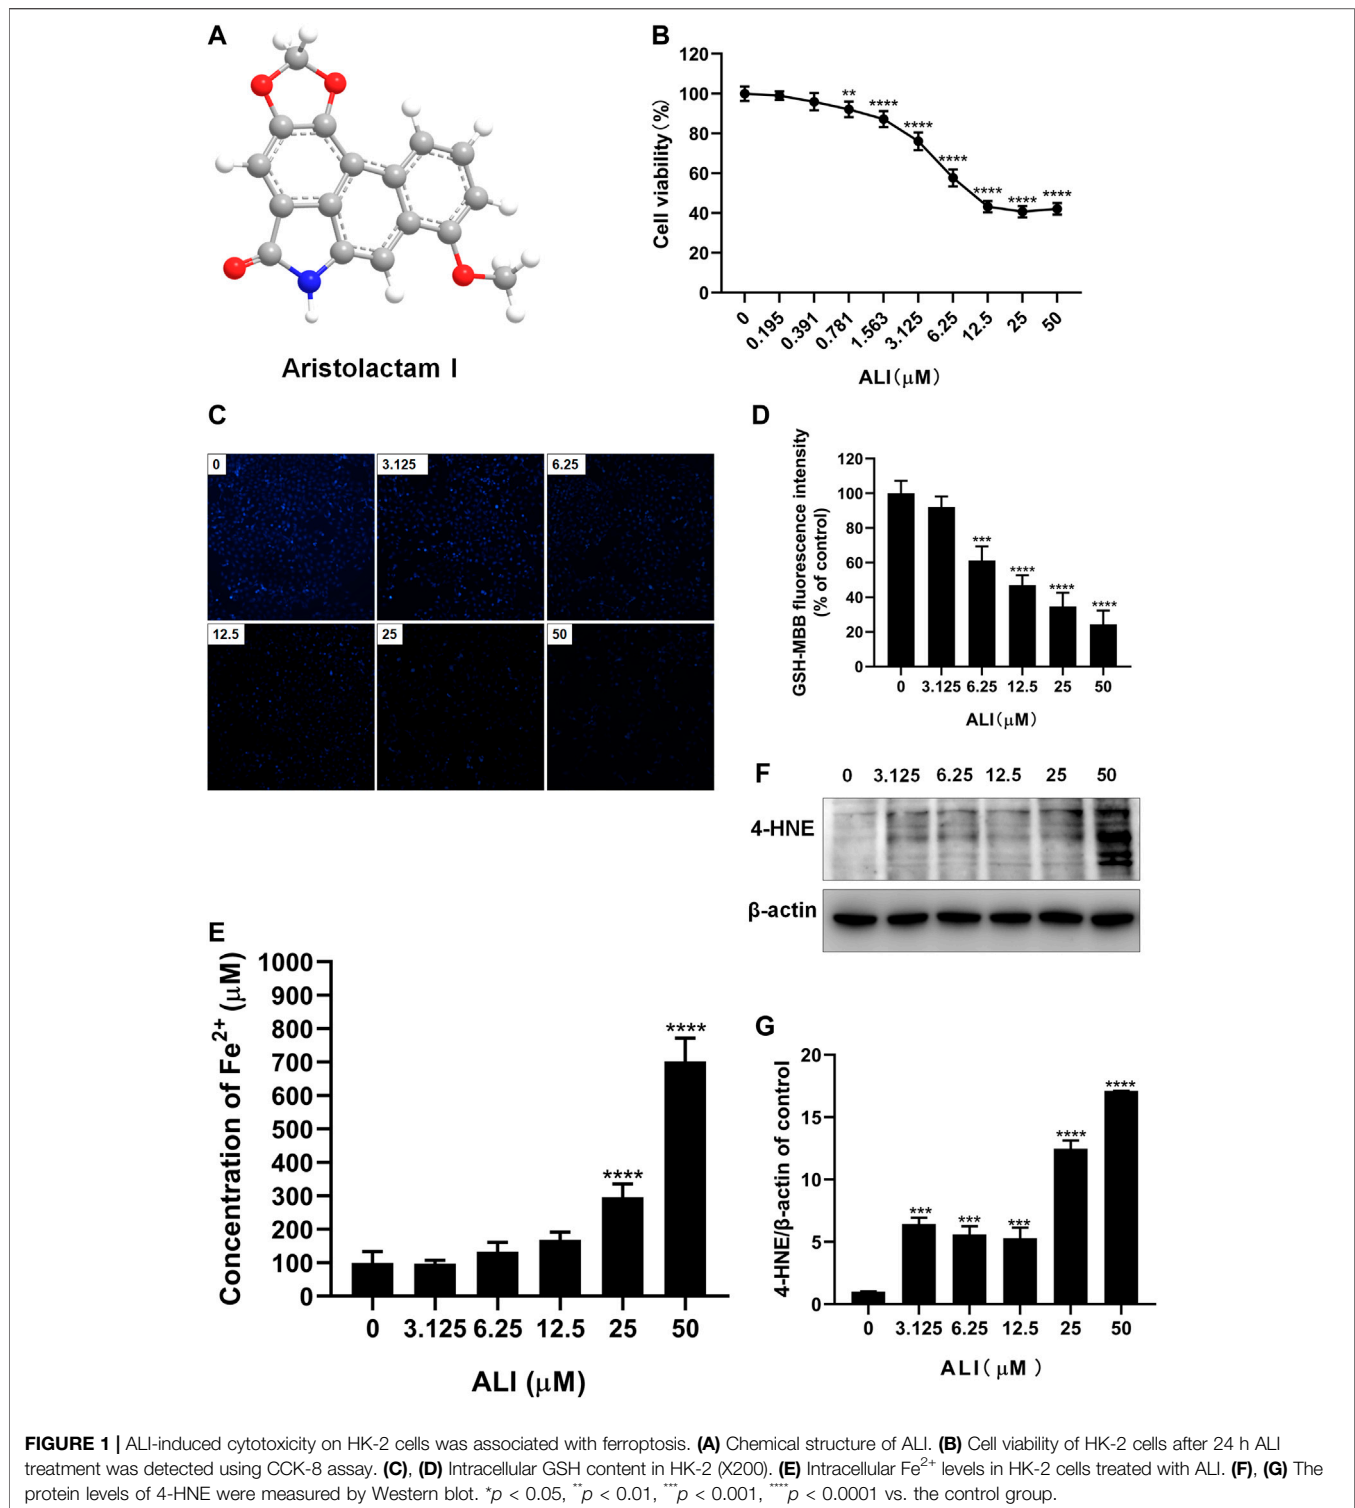 A
Aristolactam I
B
Cell viability(%)
120
100
80
60
40
20
0
**
****
****
****
****
****
****
0
0.195
0.391
0.781
1.563
3.125
6.25
12.5
25
50
ALI(μM)
C
0
3.125
6.25
12.5
25
50
D
GSH-MBB fluorescence intensity
(% of control)
120
100
80
60
40
20
0
***
****
****
****
0 3.125 6.25 12.5 25 50
ALI(μM)
F
0 3.125 6.25 12.5 25 50
4-HNE
β-actin
E
Concentration of Fe2+ (μM)
1000
900
800
700
600
500
400
300
200
100
0
****
****
0 3.125 6.25 12.5 25 50
ALI (μM)
G
4-HNE/β-actin of control
20
15
10
5
0
***
***
***
****
****
0 3.125 6.25 12.5 25 50
ALI( μM )
FIGURE 1 | ALI-induced cytotoxicity on HK-2 cells was associated with ferroptosis. (A) Chemical structure of ALI. (B) Cell viability of HK-2 cells after 24 h ALI
treatment was detected using CCK-8 assay. (C), (D) Intracellular GSH content in HK-2 (X200). (E) Intracellular Fe2+ levels in HK-2 cells treated with ALI. (F), (G) The
protein levels of 4-HNE were measured by Western blot. *p < 0.05, **p < 0.01, ***p < 0.001, ****p < 0.0001 vs. the control group.